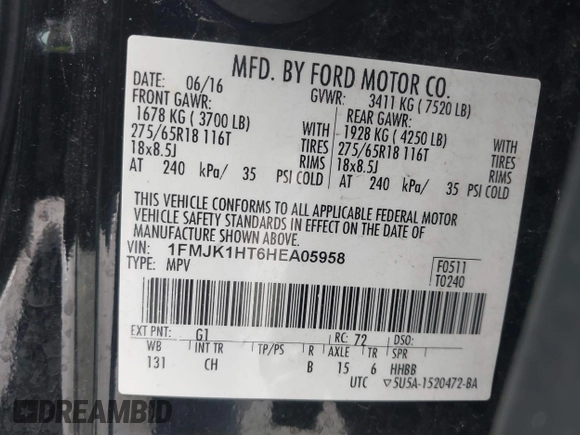 MFD. BY FORD MOTOR CO.
DATE: 06/16 GVWR: 3411 KG ( 7520 LB)
FRONT GAWR: REAR GAWR:
1678 KG ( 3700 LB) WITH 1928 KG ( 4250 LB) WITH
275/65R18 116T TIRES 275/65R18 116T TIRES
18x8.5J RIMS 18x8.5J RIMS
AT 240 kPa/ 35 PSI COLD AT 240 kPa/ 35 PSI COLD
THIS VEHICLE CONFORMS TO ALL APPLICABLE FEDERAL MOTOR
VEHICLE SAFETY STANDARDS IN EFFECT ON THE DATE OF
MANUFACTURE SHOWN ABOVE.
VIN: 1FMJK1HT6HEA05958
TYPE: MPV
F0511
T0240
EXT PNT: G1 RC: 72 DSO:
WB INT TR TP/PS R AXLE TR SPR
131 CH B 15 6 HHBB
UTC ▽5U5A-1520472-BA
DREAMBID